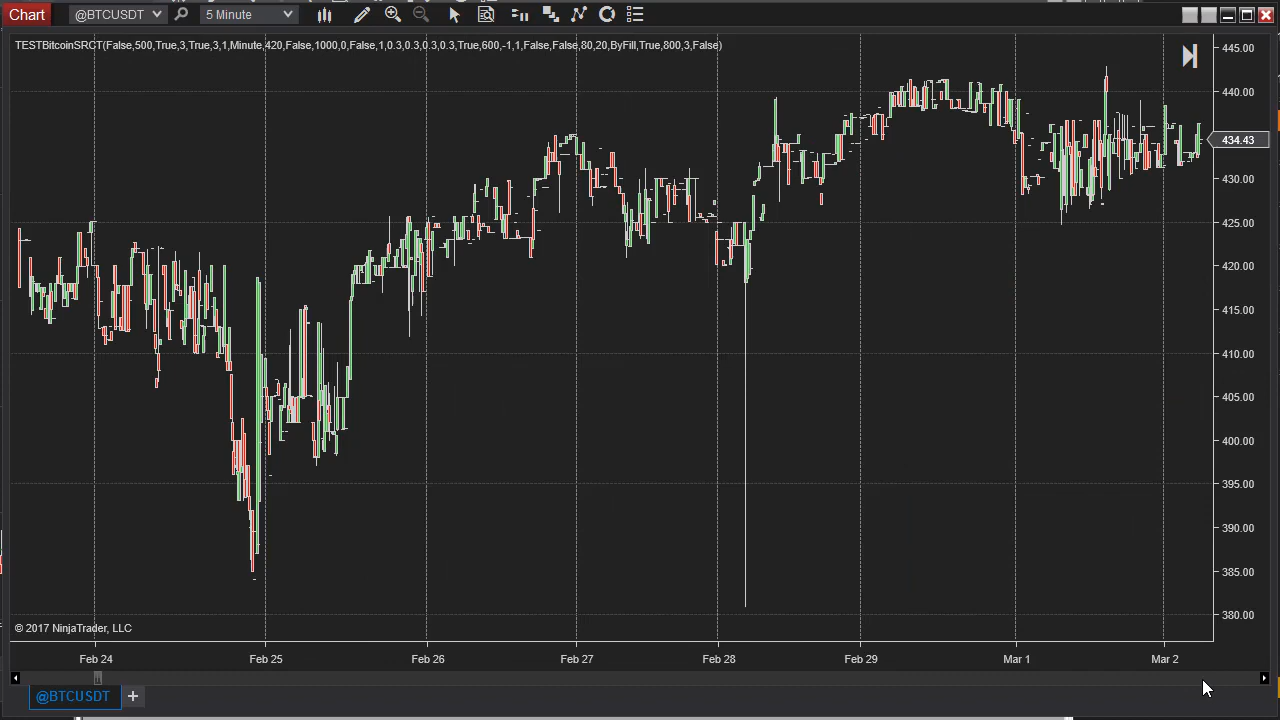 Chart @BTCUSDT 5 Minute
TESTBitcoinSRCT(False,500,True,3,True,3,1,Minute,420,False,1000,0,False,1,0.3,0.3,0.3,0.3,True,600,-1,1,False,False,80,20,ByFill,True,800,3,False)
445.00
440.00
434.43
430.00
425.00
420.00
415.00
410.00
405.00
400.00
395.00
390.00
385.00
380.00
© 2017 NinjaTrader, LLC
Feb 24 Feb 25 Feb 26 Feb 27 Feb 28 Feb 29 Mar 1 Mar 2
@BTCUSDT +